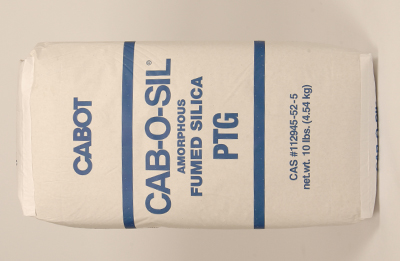 CABOT
CAB-O-SIL®
AMORPHOUS
FUMED SILICA
PTG
CAS #112945-52-5
net.wt. 10 lbs. (4.54 kg)